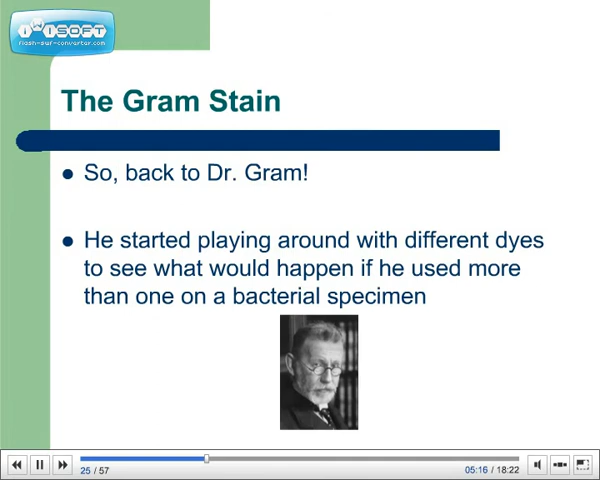 iWiSOFT
flash-swf-converter.com
The Gram Stain
So, back to Dr. Gram!
He started playing around with different dyes
to see what would happen if he used more
than one on a bacterial specimen
25 / 57
05:16 / 18:22